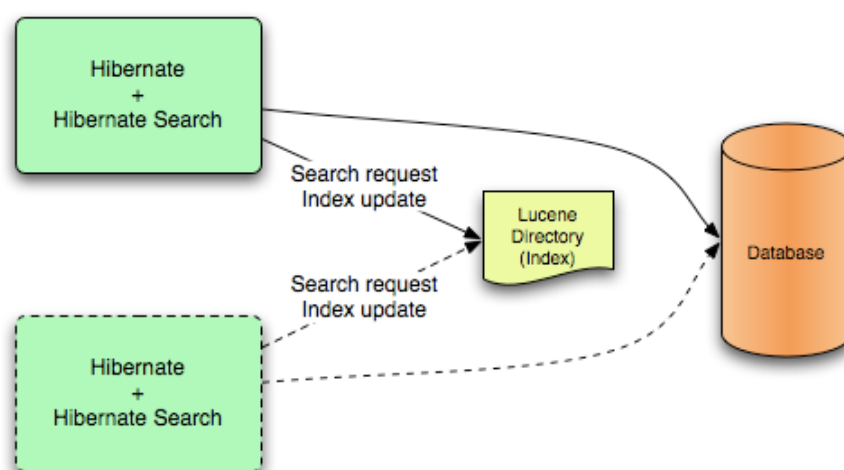 Hibernate
+
Hibernate Search
Search request
Index update
Lucene
Directory
(Index)
Database
Search request
Index update
Hibernate
+
Hibernate Search